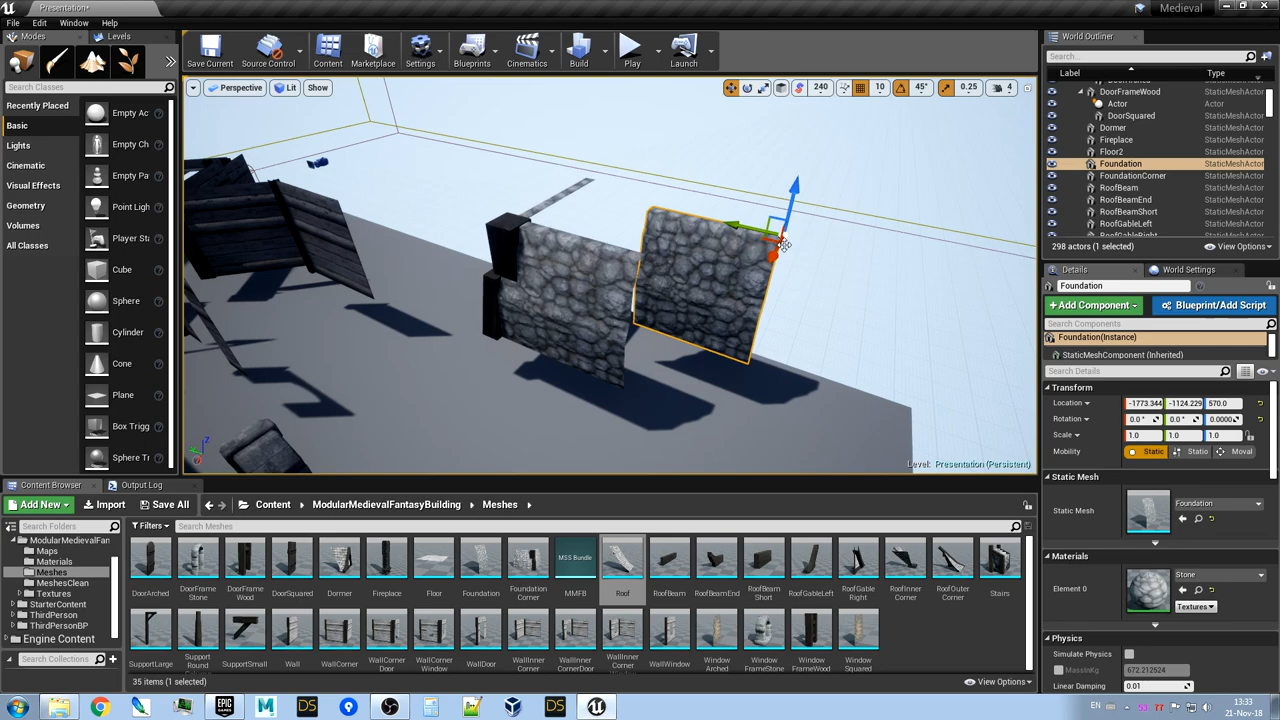 Presentation*
Medieval
File Edit Window Help
Modes Levels
Search Classes
Recently Placed
Basic
Lights
Cinematic
Visual Effects
Geometry
Volumes
All Classes
Empty Ac
Empty Ch
Empty Pa
Point Ligh
Player Sta
Cube
Sphere
Cylinder
Cone
Plane
Box Trigg
Sphere Tr
Save Current Source Control Content Marketplace Settings Blueprints Cinematics Build Play Launch
Perspective Lit Show
240 10 45° 0.25 4
Level: Presentation (Persistent)
World Outliner
Search...
Label Type
DoorFrameWood StaticMeshActor
Actor Actor
DoorSquared StaticMeshActor
Dormer StaticMeshActor
Fireplace StaticMeshActor
Floor2 StaticMeshActor
Foundation StaticMeshActor
FoundationCorner StaticMeshActor
RoofBeam StaticMeshActor
RoofBeamEnd StaticMeshActor
RoofBeamShort StaticMeshActor
RoofGableLeft StaticMeshActor
298 actors (1 selected) View Options
Details World Settings
Foundation
+ Add Component Blueprint/Add Script
Search Components
Foundation(Instance)
StaticMeshComponent (Inherited)
Search Details
Transform
Location -1773.344 -1124.229 570.0
Rotation 0.0 ° 0.0 ° 0.0000
Scale 1.0 1.0 1.0
Mobility Static Static Moval
Static Mesh
Static Mesh Foundation
Materials
Element 0 Stone
Textures
Physics
Simulate Physics
MassInKg 672.212524
Linear Damping 0.01
Content Browser Output Log
Add New Import Save All Content ModularMedievalFantasyBuilding Meshes
Search Folders
Filters Search Meshes
ModularMedievalFan
Maps
Materials
Meshes
MeshesClean
Textures
StarterContent
ThirdPerson
ThirdPersonBP
Engine Content
Search Collections
MSS Bundle
DoorArched DoorFrame Stone DoorFrame Wood DoorSquared Dormer Fireplace Floor Foundation Foundation Corner MMFB Roof RoofBeam RoofBeamEnd RoofBeam Short RoofGableLeft RoofGable Right RoofInner Corner RoofOuter Corner Stairs
SupportLarge Support Round Corner SupportSmall Wall WallCorner WallCorner Door WallCorner Window WallDoor WallInner Corner WallInner CornerDoor WallInner Corner Window WallWindow Window Arched Window FrameStone Window FrameWood Window Squared
35 items (1 selected) View Options
EN 53 77 13:33
21-Nov-18